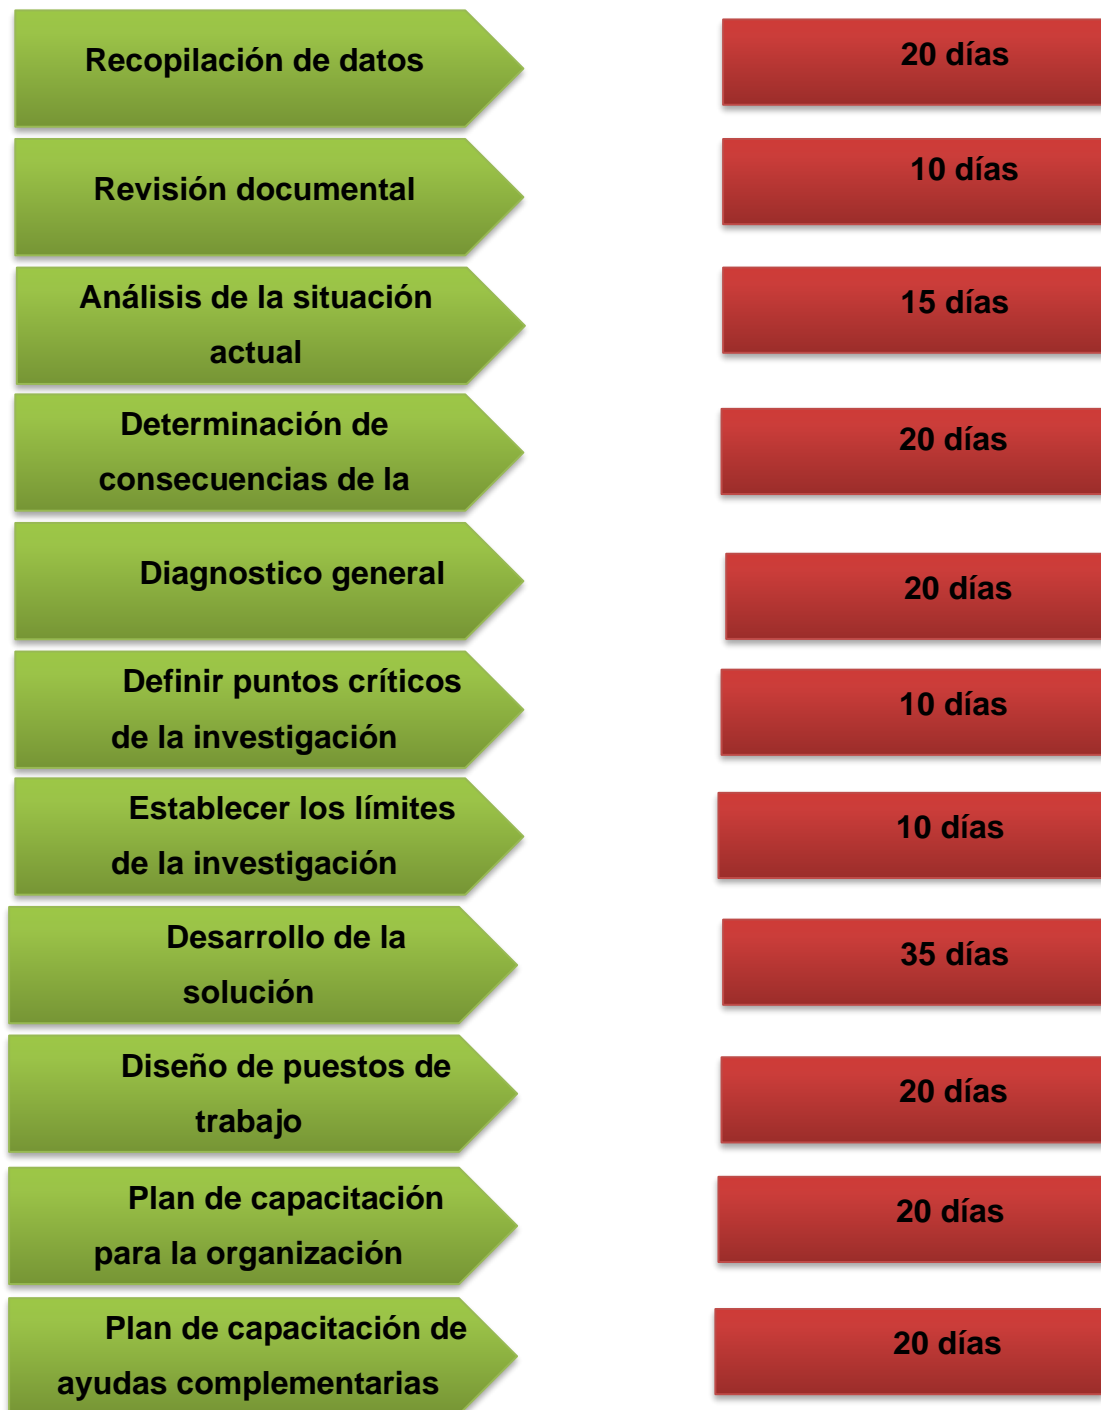 Recopilación de datos
20 días
Revisión documental
10 días
Análisis de la situación
actual
15 días
Determinación de
consecuencias de la
20 días
Diagnostico general
20 días
Definir puntos críticos
de la investigación
10 días
Establecer los límites
de la investigación
10 días
Desarrollo de la
solución
35 días
Diseño de puestos de
trabajo
20 días
Plan de capacitación
para la organización
20 días
Plan de capacitación de
ayudas complementarias
20 días